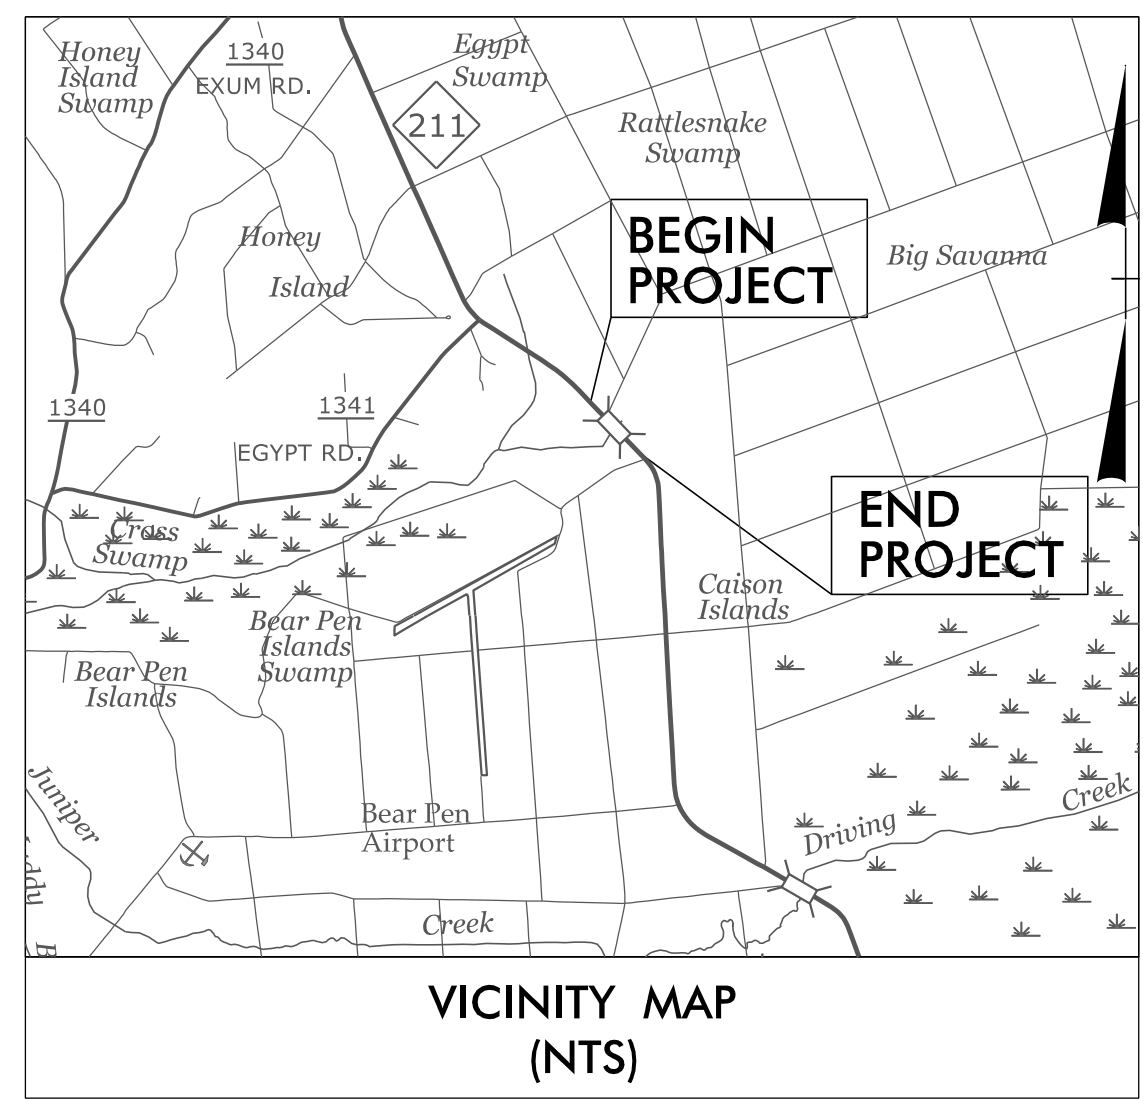 Honey
Island
Swamp
1340
EXUM RD.
Egypt
Swamp
211
Rattlesnake
Swamp
BEGIN
PROJECT
Big Savanna
Honey
Island
1340
1341
EGYPT RD.
END
PROJECT
Cross
Swamp
Caison
Islands
Bear Pen
Islands
Swamp
Bear Pen
Islands
Juniper
Bear Pen
Airport
Driving
Creek
Creek
B
VICINITY MAP
(NTS)